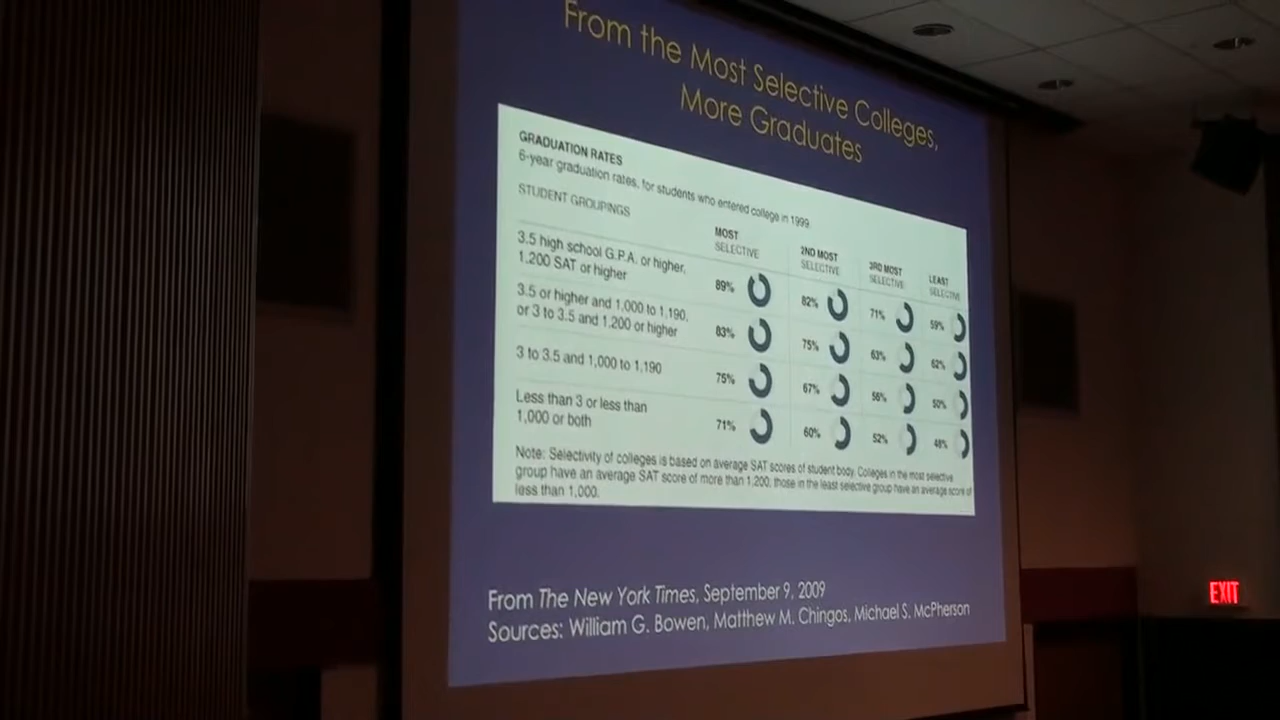 From the Most Selective Colleges,
More Graduates
GRADUATION RATES
6-year graduation rates, for students who entered college in 1999.
STUDENT GROUPINGS
MOST SELECTIVE
2ND MOST SELECTIVE
3RD MOST SELECTIVE
LEAST SELECTIVE
3.5 high school G.P.A. or higher,
1,200 SAT or higher
89% 82% 71% 59%
3.5 or higher and 1,000 to 1,190,
or 3 to 3.5 and 1,200 or higher
83% 75% 63% 62%
3 to 3.5 and 1,000 to 1,190
75% 67% 56% 50%
Less than 3 or less than
1,000 or both
71% 60% 52% 48%
Note: Selectivity of colleges is based on average SAT scores of student body. Colleges in the most selective
group have an average SAT score of more than 1,200; those in the least selective group have an average score of
less than 1,000.
From The New York Times, September 9, 2009
Sources: William G. Bowen, Matthew M. Chingos, Michael S. McPherson
EXIT